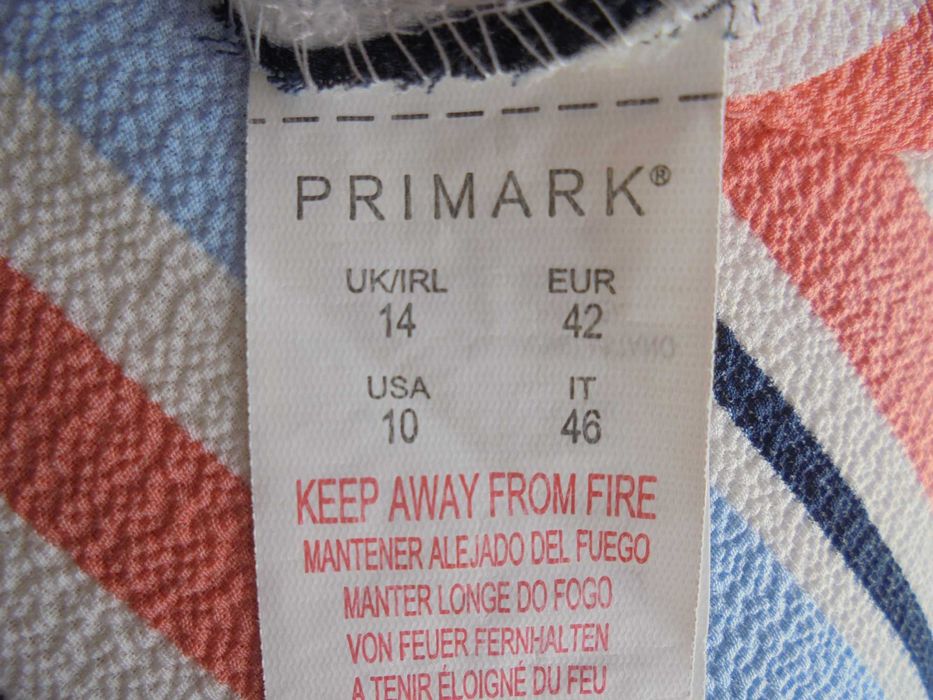 PRIMARK®
UK/IRL EUR
14 42
USA IT
10 46
KEEP AWAY FROM FIRE
MANTENER ALEJADO DEL FUEGO
MANTER LONGE DO FOGO
VON FEUER FERNHALTEN
A TENIR ÉLOIGNÉ DU FEU